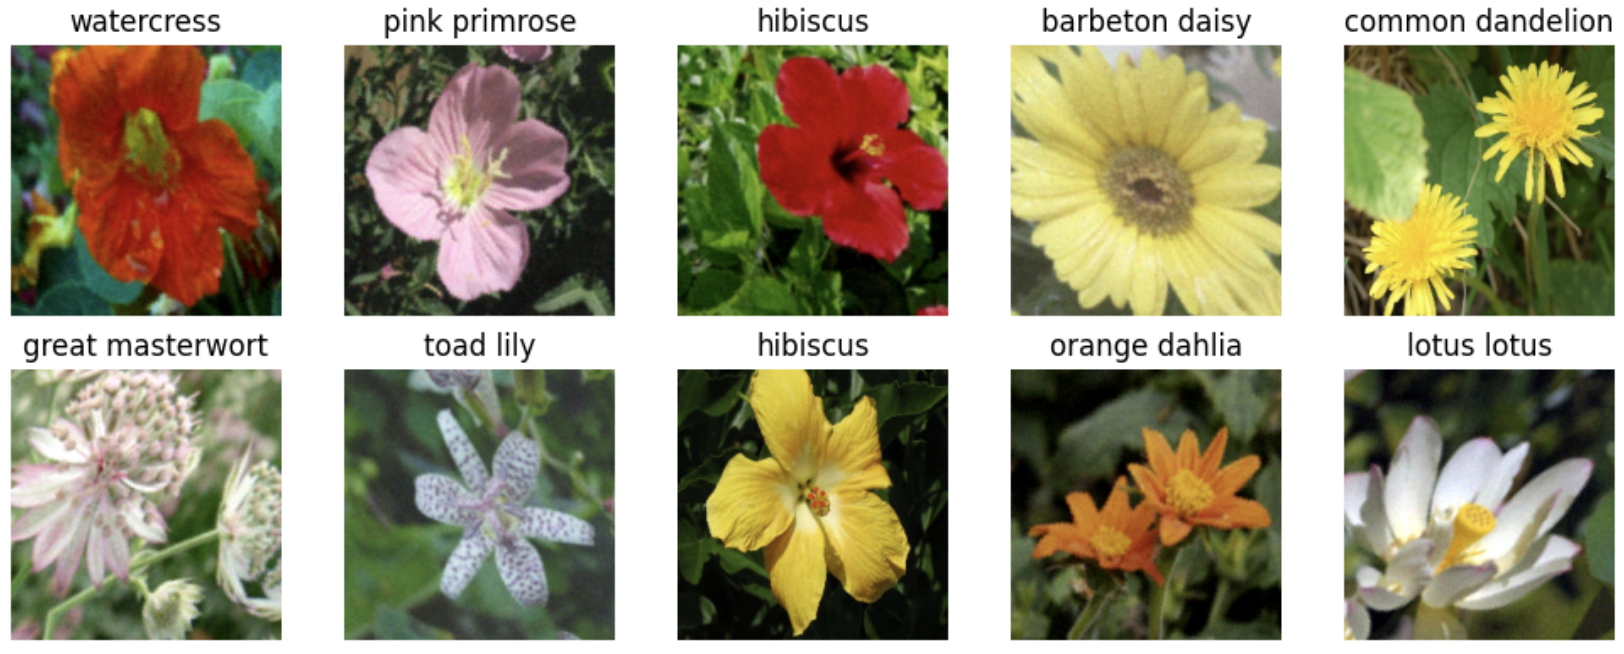 watercress
pink primrose
hibiscus
barbeton daisy
common dandelion
great masterwort
toad lily
hibiscus
orange dahlia
lotus lotus